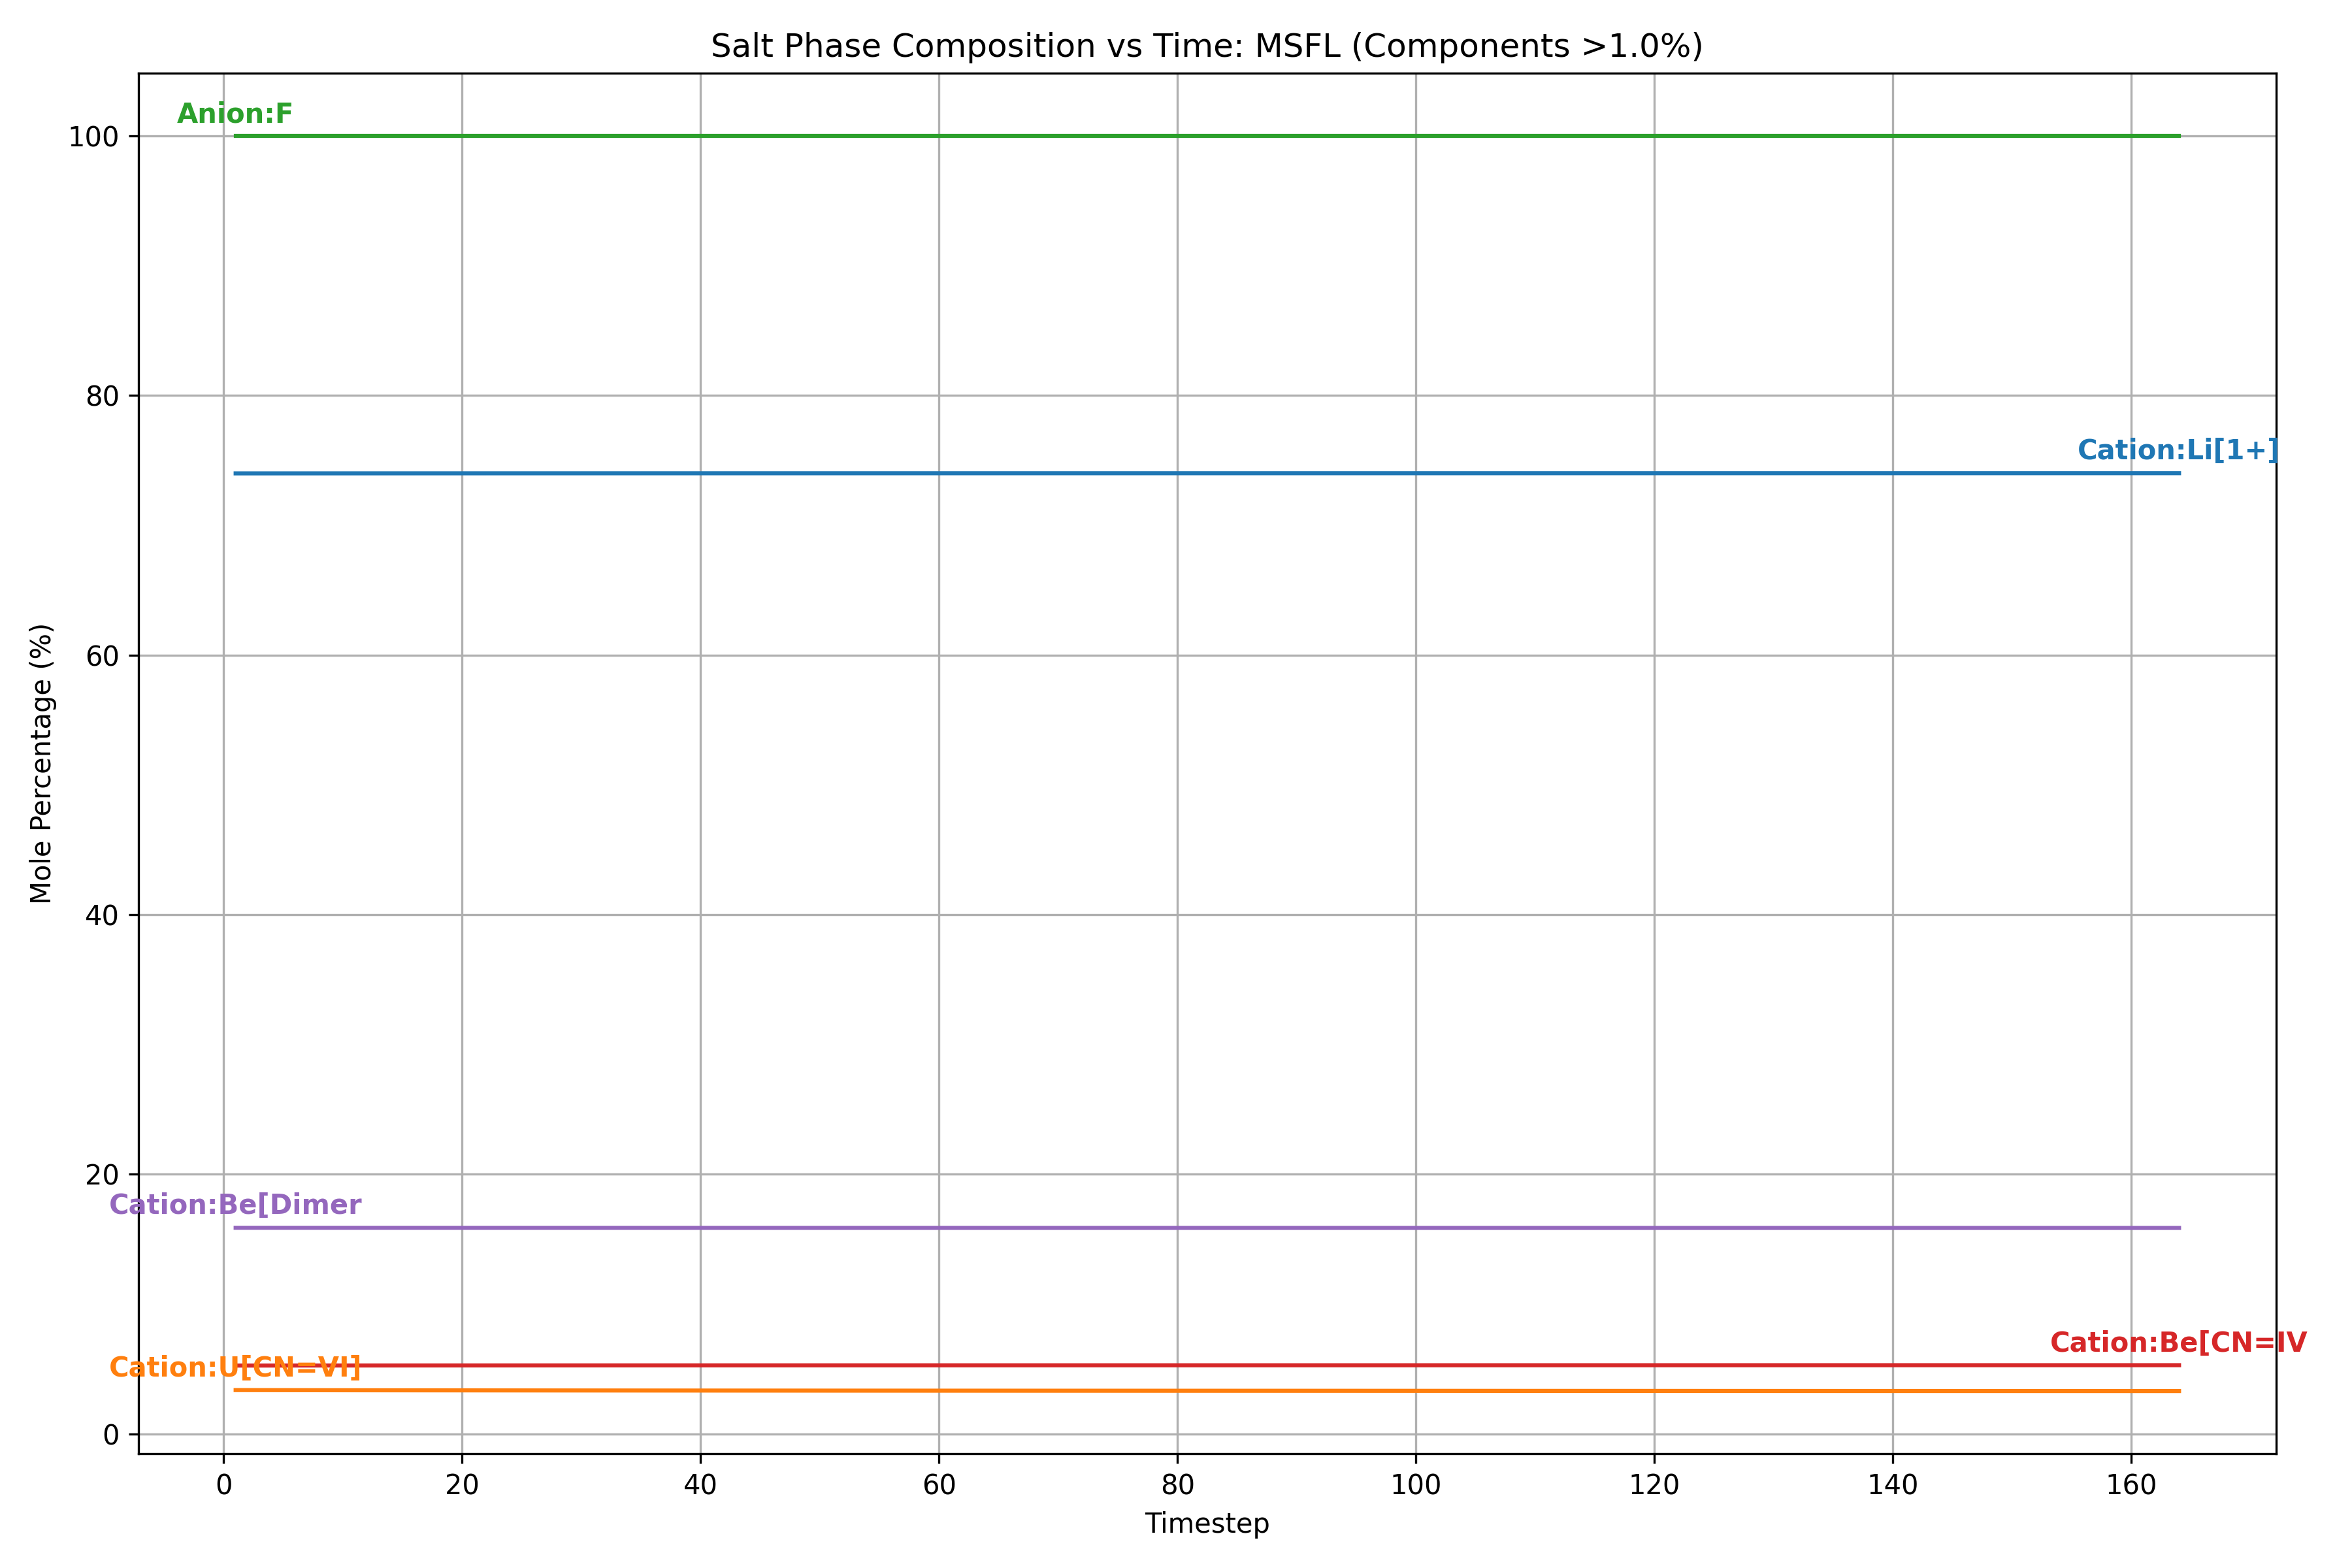 Salt Phase Composition vs Time: MSFL (Components >1.0%)
Anion:F
100
80
Cation:Li[1+]
60
Mole Percentage (%)
40
20
Cation:Be[Dimer
Cation:Be[CN=IV
Cation:U[CN=VI]
0
0 20 40 60 80 100 120 140 160
Timestep